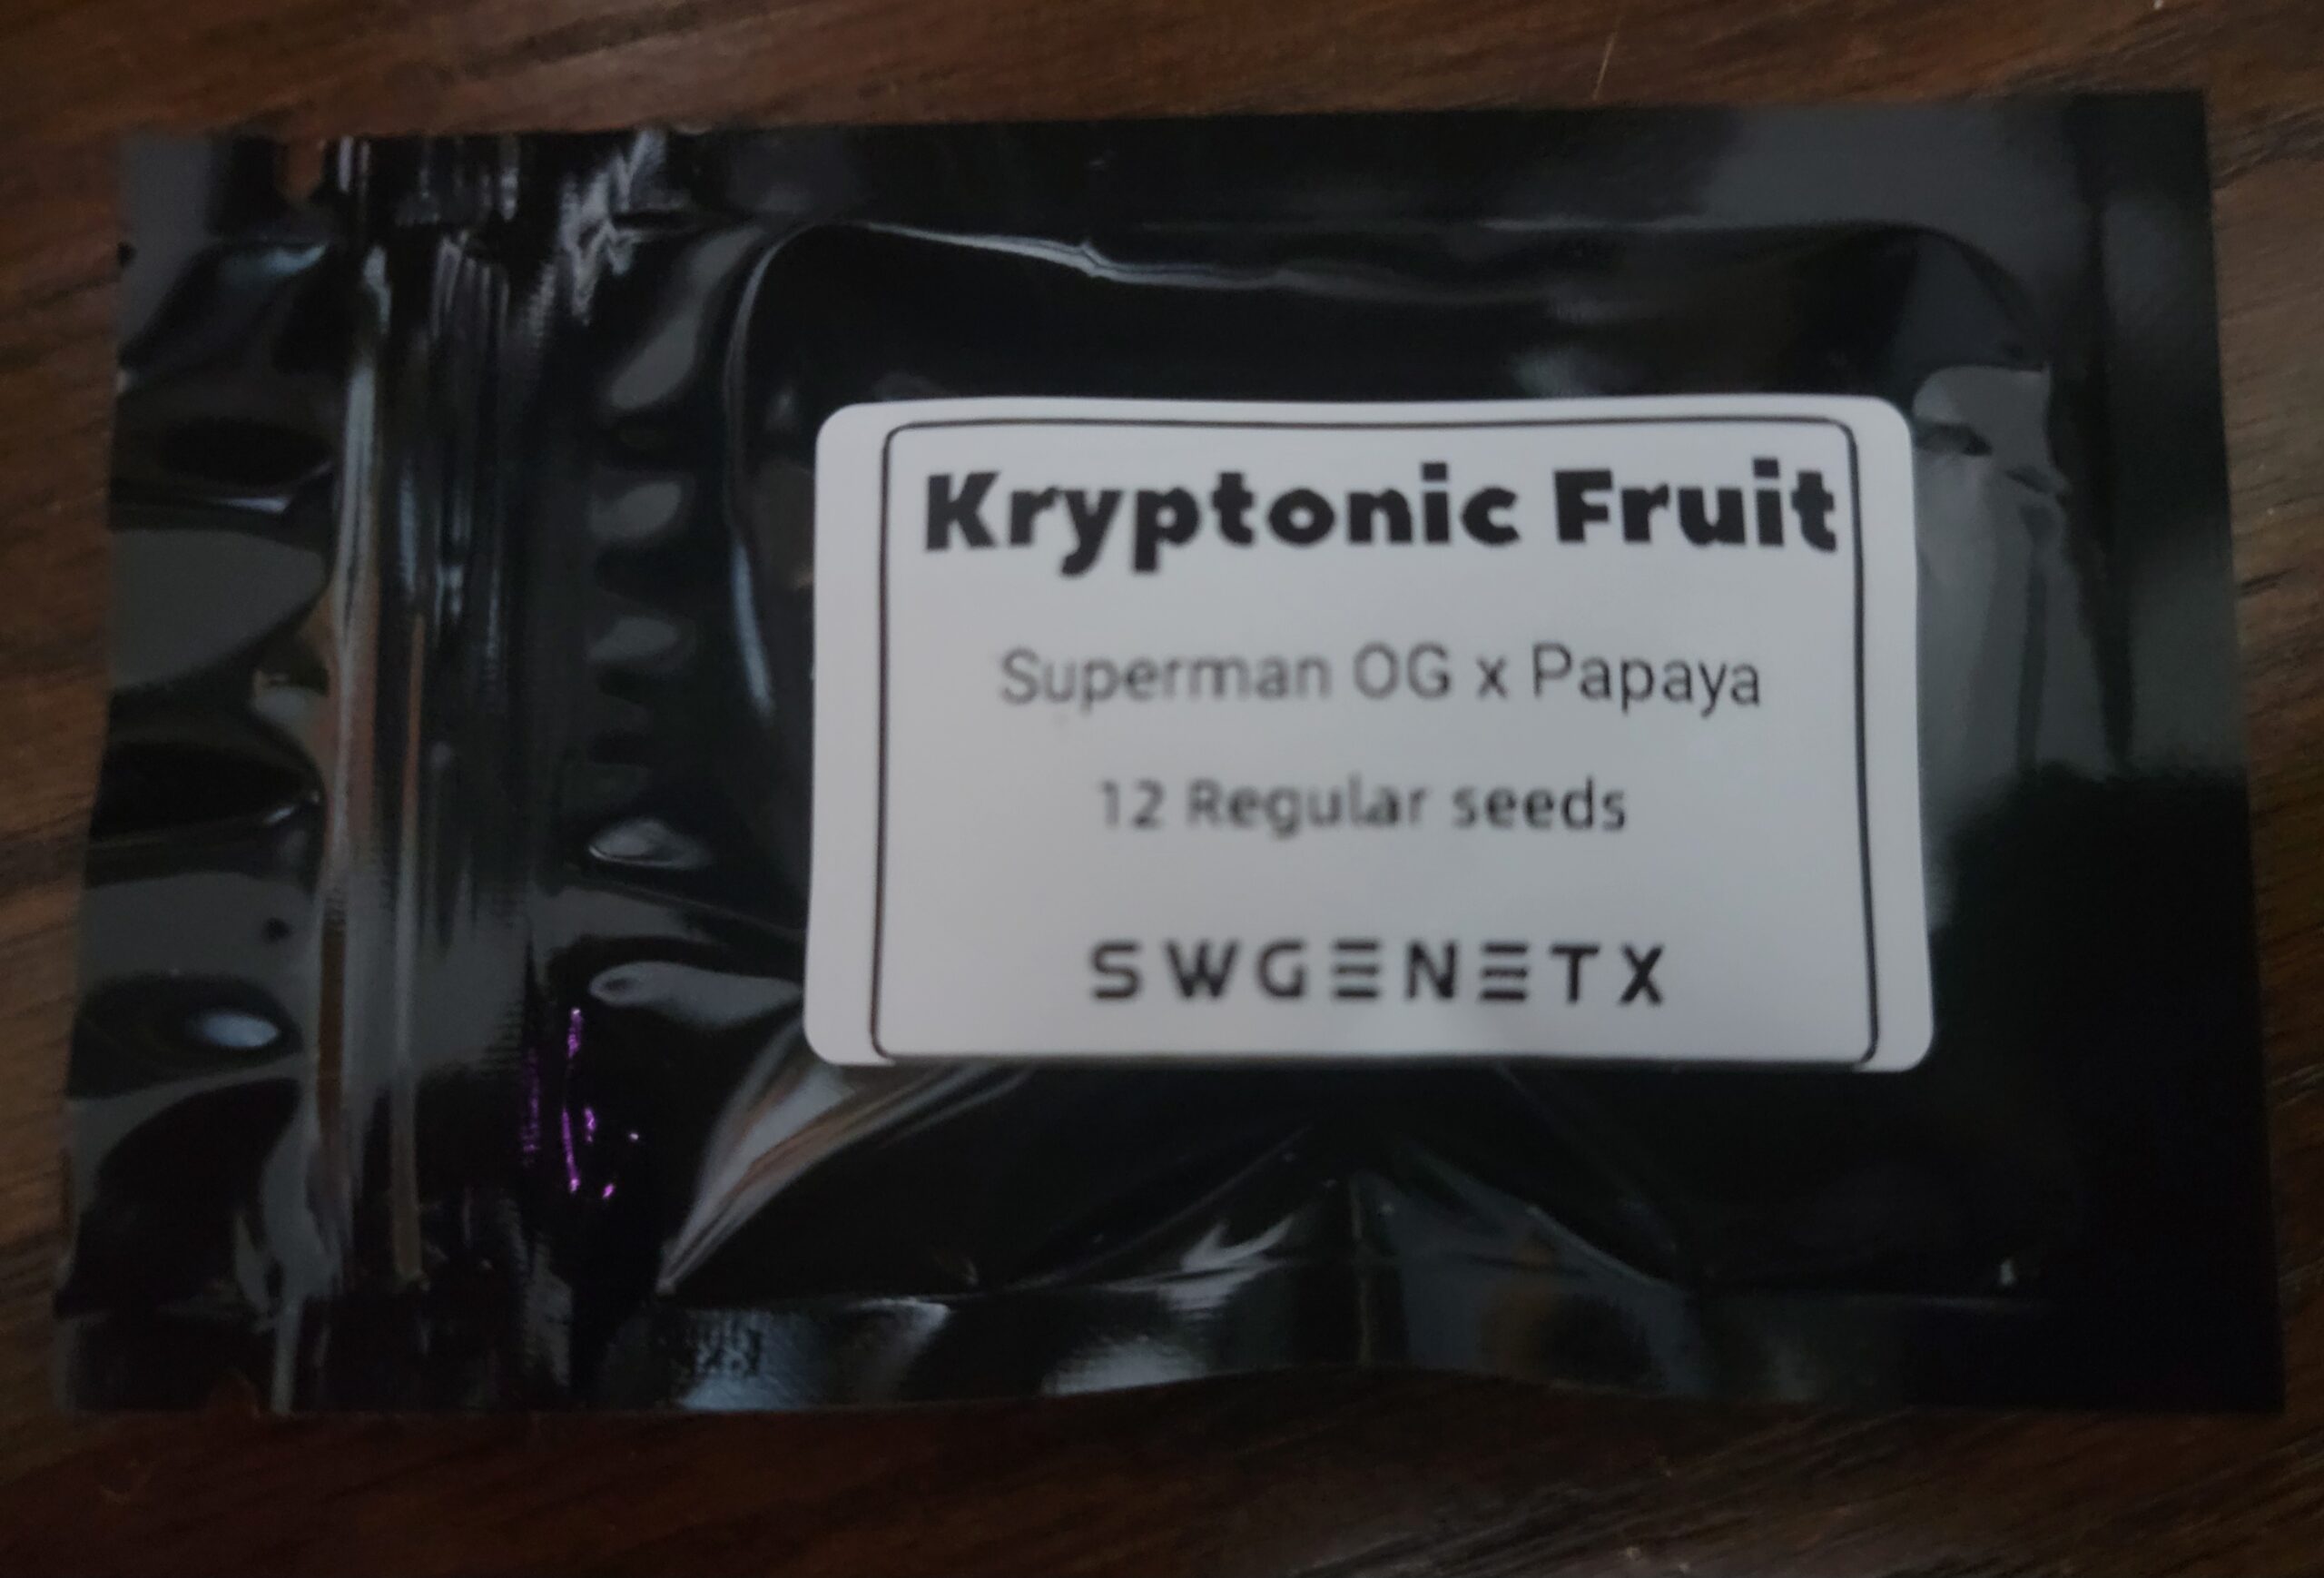 Kryptonic Fruit
Superman OG x Papaya
12 Regular seeds
SWGENETX